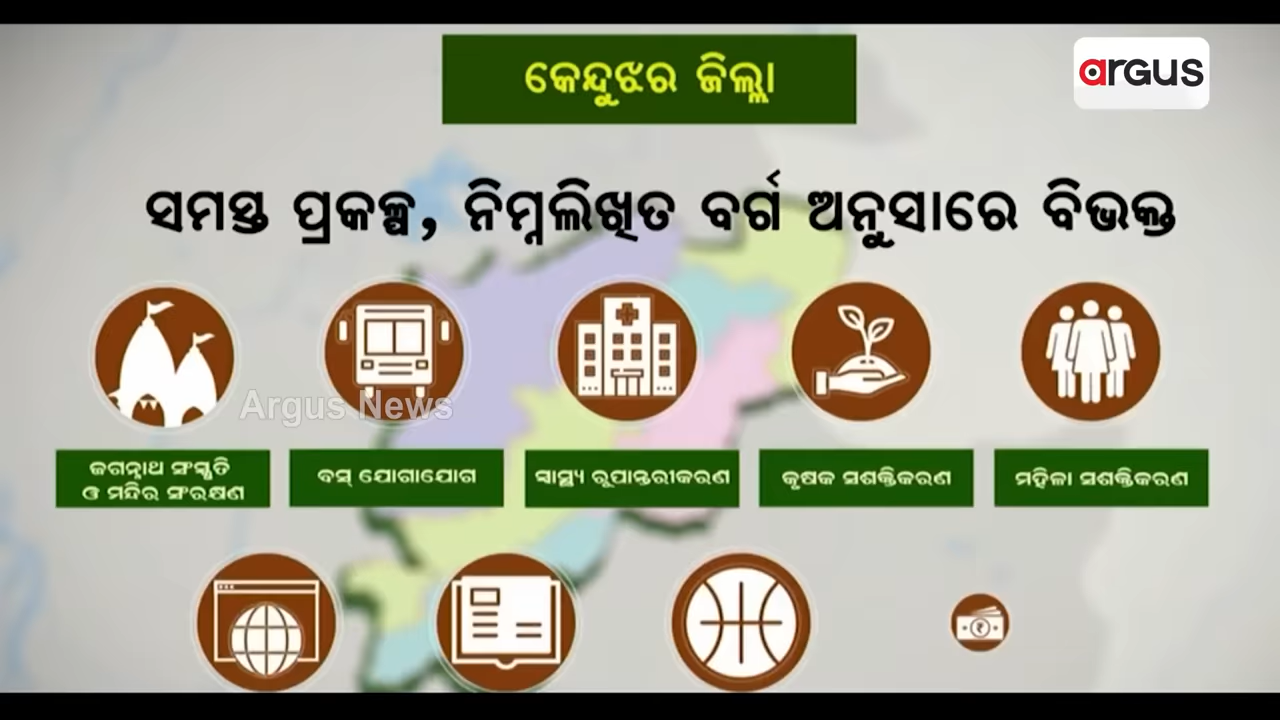 କେନ୍ଦୁଝର ଜିଲ୍ଲା
argus
ସମସ୍ତ ପ୍ରକଳ୍ପ, ନିମ୍ନଲିଖିତ ବର୍ଗ ଅନୁସାରେ ବିଭକ୍ତ
Argus News
ଜଗନ୍ନାଥ ସଂସ୍କୃତି
ଓ ମନ୍ଦିର ସଂରକ୍ଷଣ
ବସ୍ ଯୋଗାଯୋଗ
ସ୍ୱାସ୍ଥ୍ୟ ରୂପାନ୍ତରୀକରଣ
କୃଷକ ସଶକ୍ତିକରଣ
ମହିଳା ସଶକ୍ତିକରଣ
₹